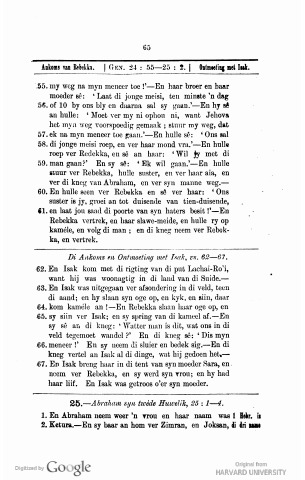 65
Aankoms van Rebekka. [GEN. 24 : 55—25 : 2.] Ontmoeting met Isak.
55. my weg na myn meneer toe!'—En haar broer en haar
moeder sê: 'Laat di jonge meisi, ten minste 'n dag
56. of 10 by ons bly en daarna sal sy gaan.'—En hy sê
an hulle: 'Moet ver my ni ophou ni, want Jehova
het myn weg voorspoedig gemaak; stuur my weg, dat
57. ek na myn meneer toe gaan.'—En hulle sê: 'Ons sal
58. di jonge meisi roep, en ver haar mond vra.'—En hulle
roep ver Redekka, en sê an haar: 'Wil jy met di
59. man gaan?' En sy sê: 'Ek wil gaan.'—En hulle
stuur ver Rebekka, hulle suster, en ver haar aia, en
ver di kneg van Abraham, en ver syn manne weg.—
60. En hulle seën ver Rebekka en sê ver haar: 'Ons
suster is jy, groei an tot duisende van tien-duisende,
61. en laat jou saad di poorte van syn haters besit!'—En
Rebekka vertrek, en haar slawe-meide, en hulle ry op
kamele, en volg di man; en di kneg neem ver Rebek-
ka, en vertrek.
Di Aankoms en Ontmoeting met Isak, vs. 62—67.
62. En Isak kom met di rigting van di put Lachai-Ro'i,
want hij was woonagtig in di land van di Suide.—
63. En Isak was uitgegaan ver afsondering in di veld, teën
di aand; en hy slaan syn oge op, en kyk, en siin, daar
64. kom kamele an!—En Rebekka slaan haar oge op, en
65. sy siin ver Isak; en sy spring van di kameel af.—En
sy sê an di kneg: 'Watter man is dit, wat ons in di
veld tegemoet wandel?' En di kneg sê: 'Dis myn
66. meneer!' En sy neem di sluier en bedek sig.—En di
kneg vertel an Isak al di dinge, wat hij gedoen het.—
67. En Isak breng haar in di tent van syn moeder Sara, en
neem ver Rebekka, en sy werd syn vrou; en hy had
haar liif. En Isak was getroos o'er syn moeder.
25.—Abraham syn twéde Huwelik, 25 : 1—4.
1. En Abraham neem weer 'n vrou en haar naam was
2. Ketura.—En sy baar an hom ver Zimran, en Joksan,
1 Hebr. is
di dri name
Digitized by Google
Original from
HARVARD UNIVERSITY